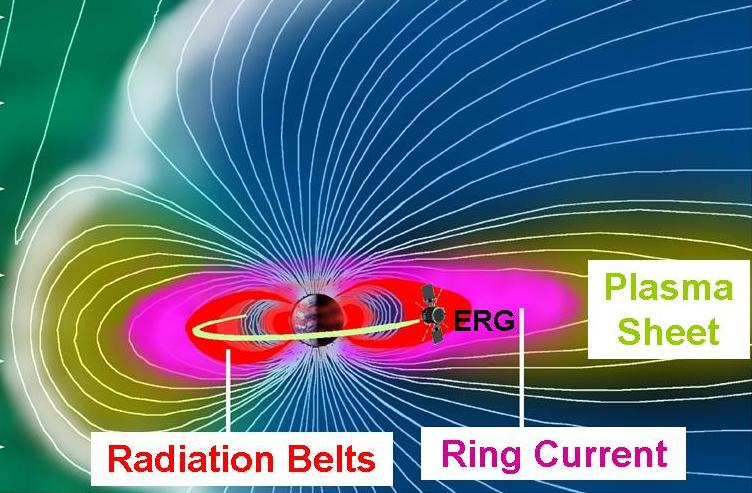 Plasma
Sheet
ERG
Radiation Belts
Ring Current